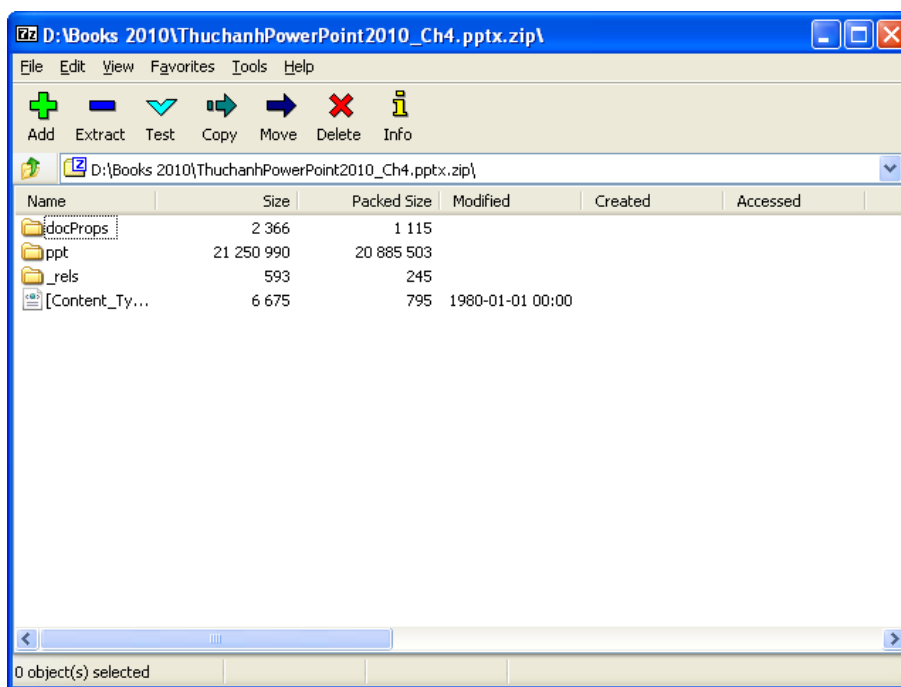 7z D:\Books 2010\ThuchanhPowerPoint2010_Ch4.pptx.zip\
File Edit View Favorites Tools Help
Add Extract Test Copy Move Delete Info
D:\Books 2010\ThuchanhPowerPoint2010_Ch4.pptx.zip\
Name Size Packed Size Modified Created Accessed
docProps 2 366 1 115
ppt 21 250 990 20 885 503
_rels 593 245
[Content_Ty... 6 675 795 1980-01-01 00:00
0 object(s) selected